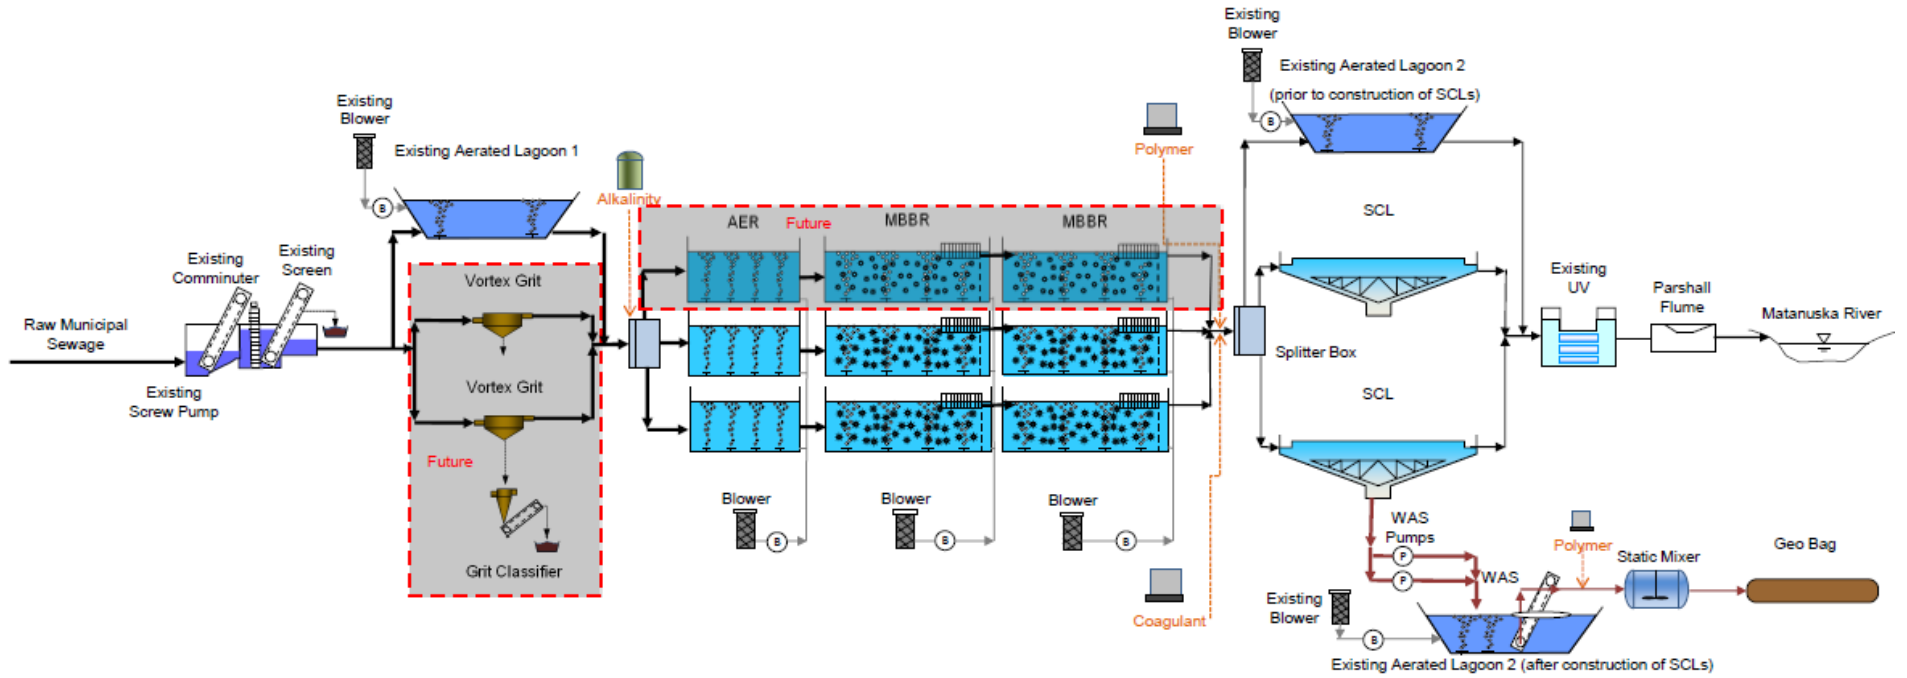 Existing
Blower
Existing Aerated Lagoon 2
(prior to construction of SCLs)
B
Existing
Blower
Existing Aerated Lagoon 1
B
Polymer
Alkalinity
AER
Future
MBBR
MBBR
SCL
Existing
Comminuter
Existing
Screen
Vortex Grit
Existing
UV
Parshall
Flume
Matanuska River
Raw Municipal
Sewage
Existing
Screw Pump
Vortex Grit
Splitter Box
SCL
Future
Grit Classifier
Blower
B
Blower
B
Blower
B
Coagulant
WAS
Pumps
P
P
WAS
Polymer
Static Mixer
Geo Bag
Existing
Blower
B
Existing Aerated Lagoon 2 (after construction of SCLs)